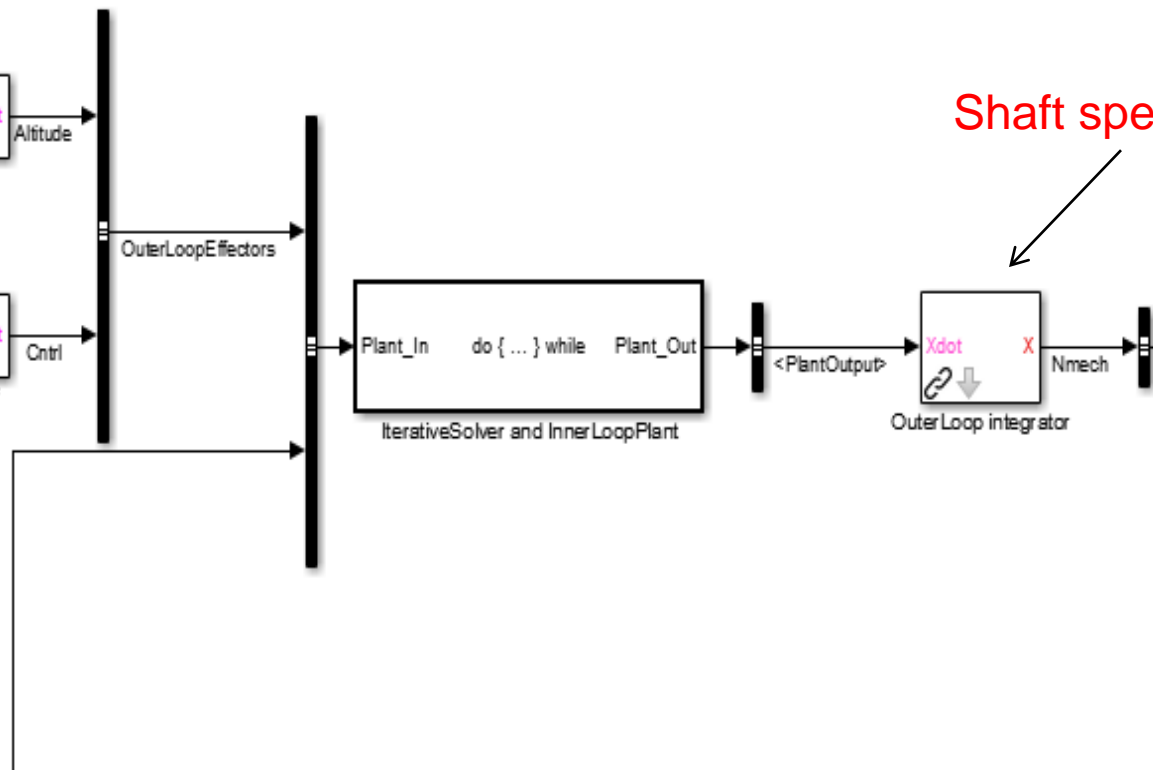 Shaft spe
Altitude
OuterLoopEffectors
Cntrl
Plant_In do { ... } while Plant_Out
IterativeSolver and InnerLoopPlant
<PlantOutput>
Xdot X
Nmech
OuterLoop integrator